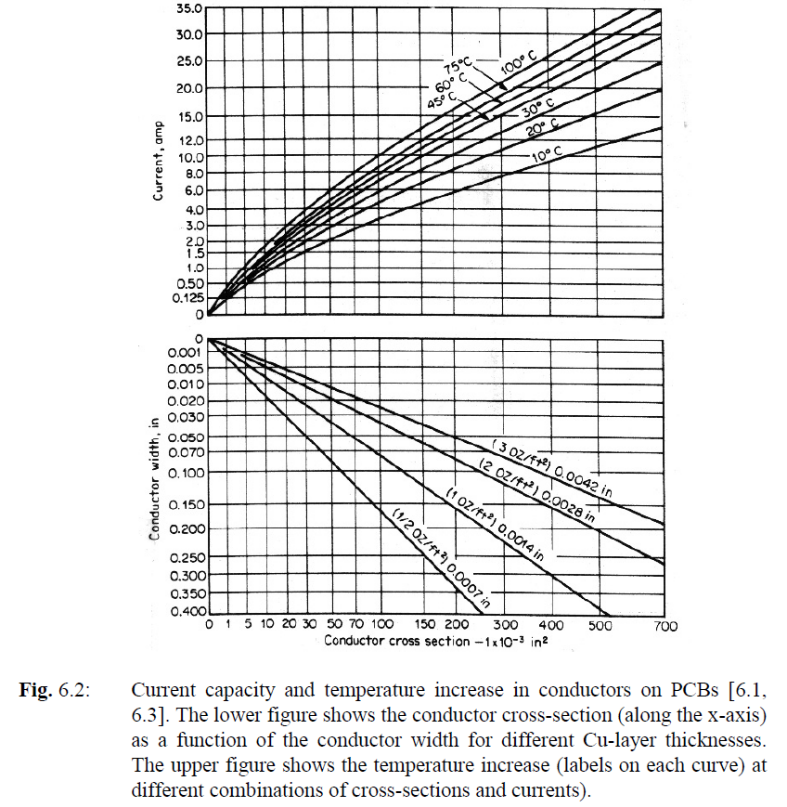 35.0
30.0
25.0
20.0
15.0
12.0
10.0
8.0
6.0
4.0
3.0
2.0
1.5
1.0
0.50
0.125
0
Current, amp
75°C
60° C
45° C
100° C
30° C
20° C
10° C
0
0.001
0.005
0.010
0.020
0.030
0.050
0.070
0.100
0.150
0.200
0.250
0.300
0.350
0.400
Conductor width, in
(3 OZ/ft²) 0.0042 in
(2 OZ/ft²) 0.0028 in
(1 OZ/ft²) 0.0014 in
(1/2 OZ/ft²) 0.0007 in
0 1 5 10 20 30 50 70 100 150 200 300 400 500 700
Conductor cross section –1x10⁻³ in²
Fig. 6.2: Current capacity and temperature increase in conductors on PCBs [6.1,
6.3]. The lower figure shows the conductor cross-section (along the x-axis)
as a function of the conductor width for different Cu-layer thicknesses.
The upper figure shows the temperature increase (labels on each curve) at
different combinations of cross-sections and currents).